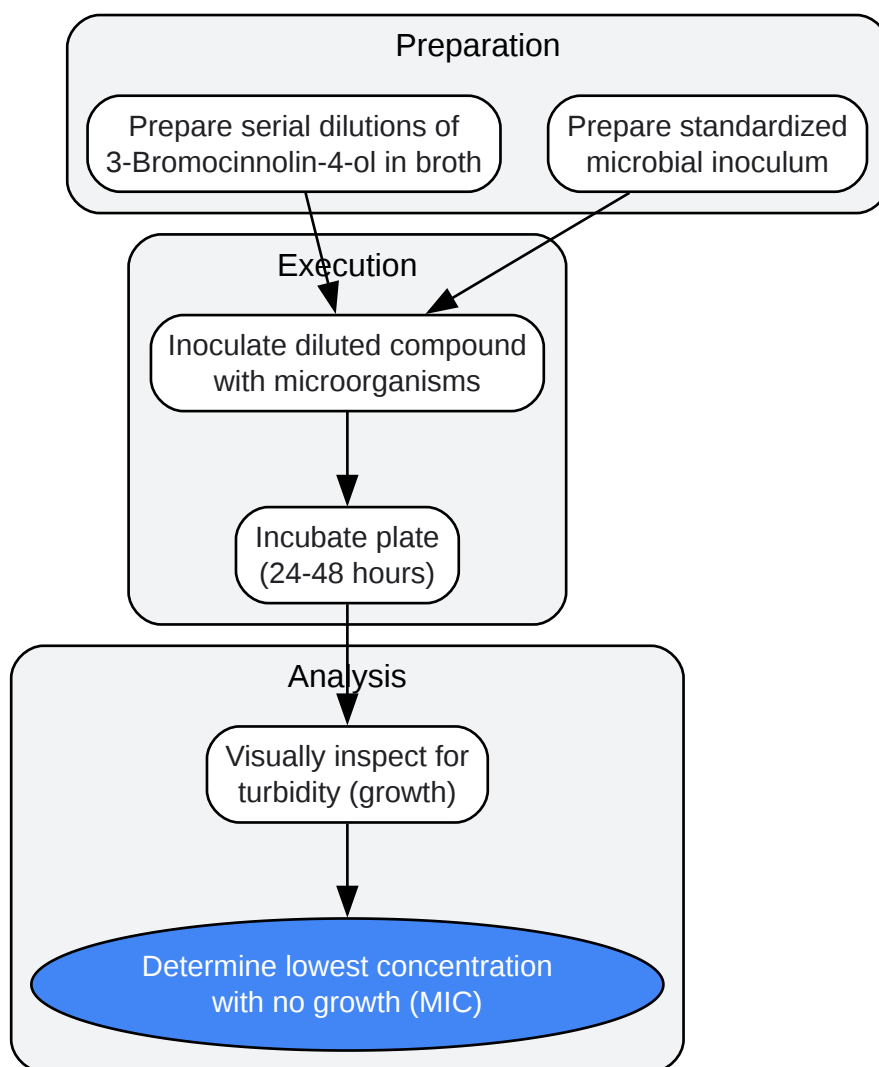 Preparation
Prepare serial dilutions of
3-Bromocinnolin-4-ol in broth
Prepare standardized
microbial inoculum
Execution
Inoculate diluted compound
with microorganisms
Incubate plate
(24-48 hours)
Analysis
Visually inspect for
turbidity (growth)
Determine lowest concentration
with no growth (MIC)